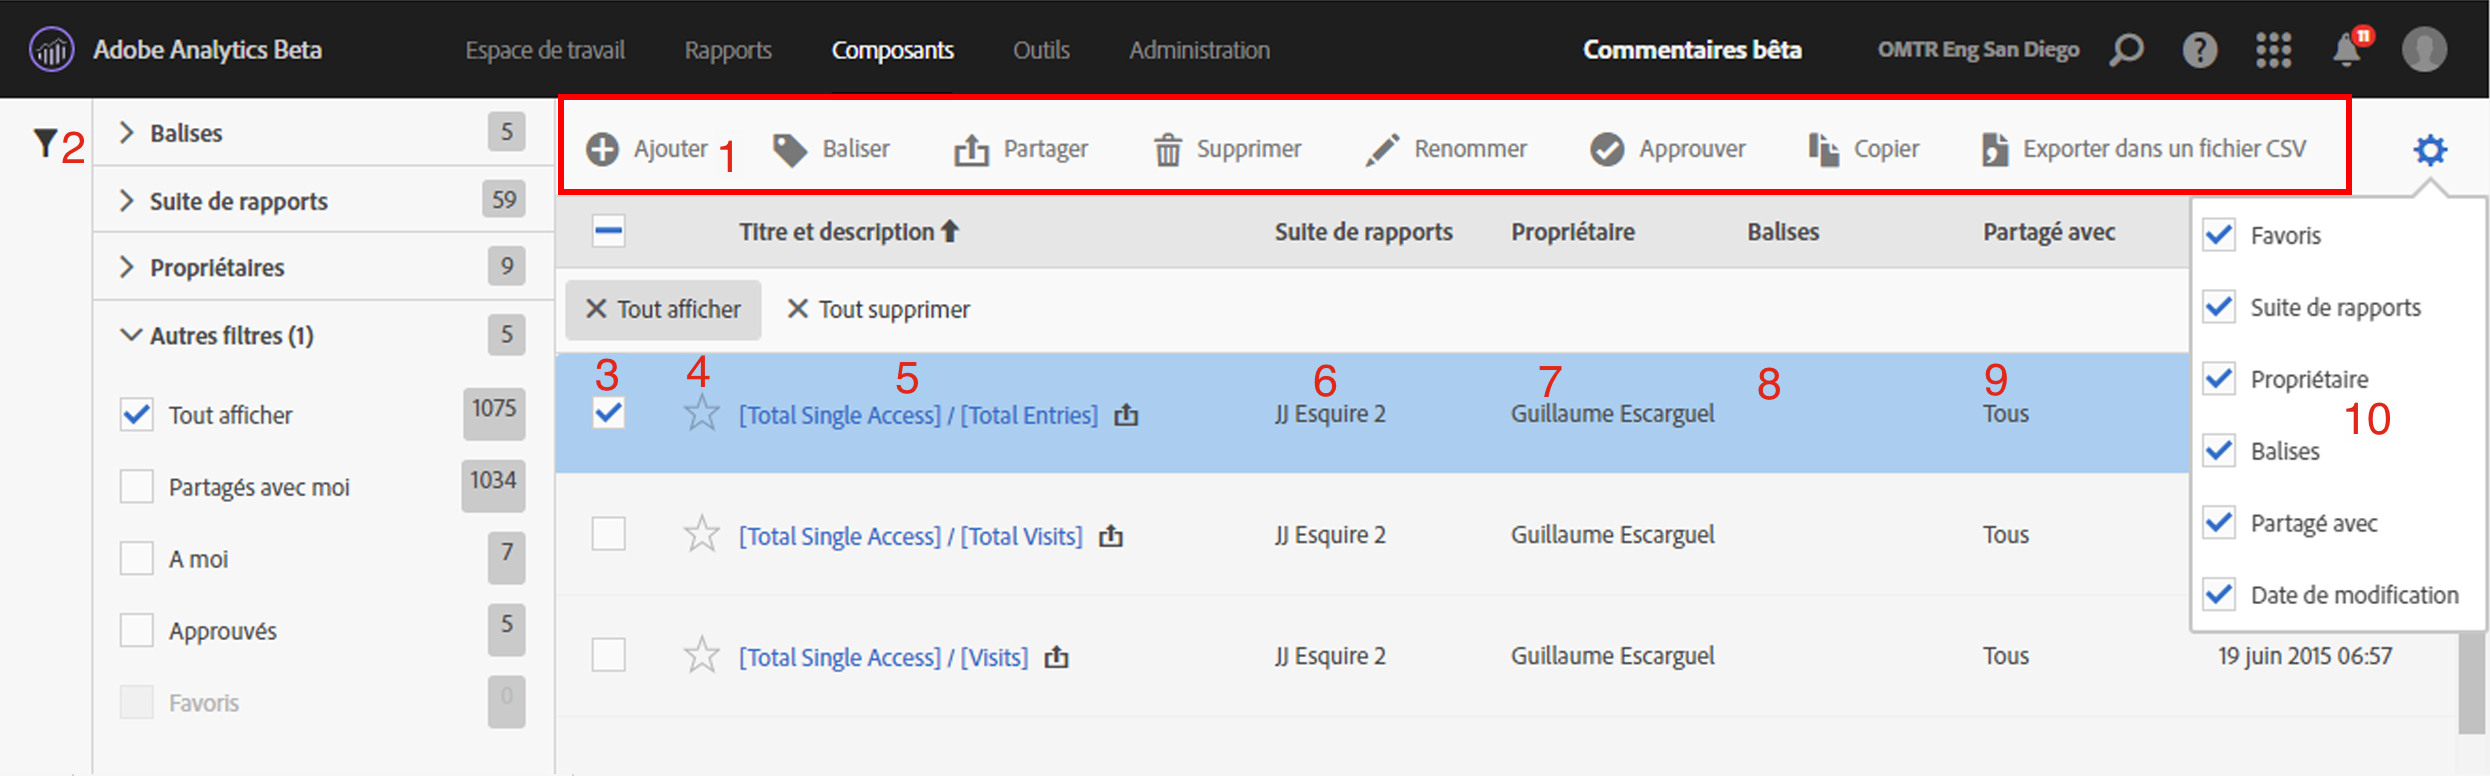 Adobe Analytics Beta Espace de travail Rapports Composants Outils Administration Commentaires bêta OMTR Eng San Diego ? 11
2 Balises 5
Suite de rapports 59
Propriétaires 9
Autres filtres (1) 5
Tout afficher 1075
Partagés avec moi 1034
A moi 7
Approuvés 5
Favoris 0
Ajouter 1 Baliser Partager Supprimer Renommer Approuver Copier Exporter dans un fichier CSV
Titre et description Suite de rapports Propriétaire Balises Partagé avec
Tout afficher Tout supprimer
3 4 5 6 7 8 9
[Total Single Access] / [Total Entries] JJ Esquire 2 Guillaume Escarguel Tous
[Total Single Access] / [Total Visits] JJ Esquire 2 Guillaume Escarguel Tous
[Total Single Access] / [Visits] JJ Esquire 2 Guillaume Escarguel Tous 19 juin 2015 06:57
Favoris
Suite de rapports
Propriétaire
10
Balises
Partagé avec
Date de modification